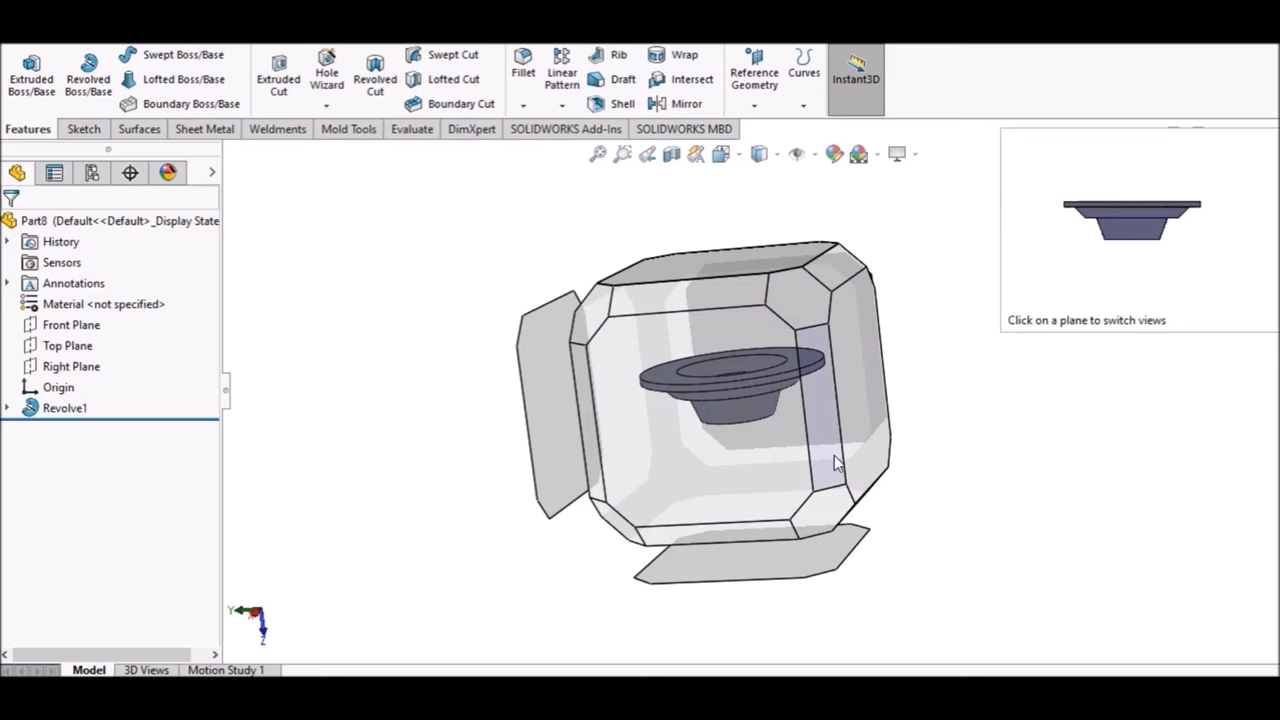 Extruded Boss/Base
Revolved Boss/Base
Swept Boss/Base
Lofted Boss/Base
Boundary Boss/Base
Extruded Cut
Hole Wizard
Revolved Cut
Swept Cut
Lofted Cut
Boundary Cut
Fillet
Linear Pattern
Rib
Draft
Shell
Wrap
Intersect
Mirror
Reference Geometry
Curves
Instant3D
Features
Sketch
Surfaces
Sheet Metal
Weldments
Mold Tools
Evaluate
DimXpert
SOLIDWORKS Add-Ins
SOLIDWORKS MBD
Part8 (Default<<Default>_Display State
History
Sensors
Annotations
Material <not specified>
Front Plane
Top Plane
Right Plane
Origin
Revolve1
Click on a plane to switch views
Y
Z
Model
3D Views
Motion Study 1